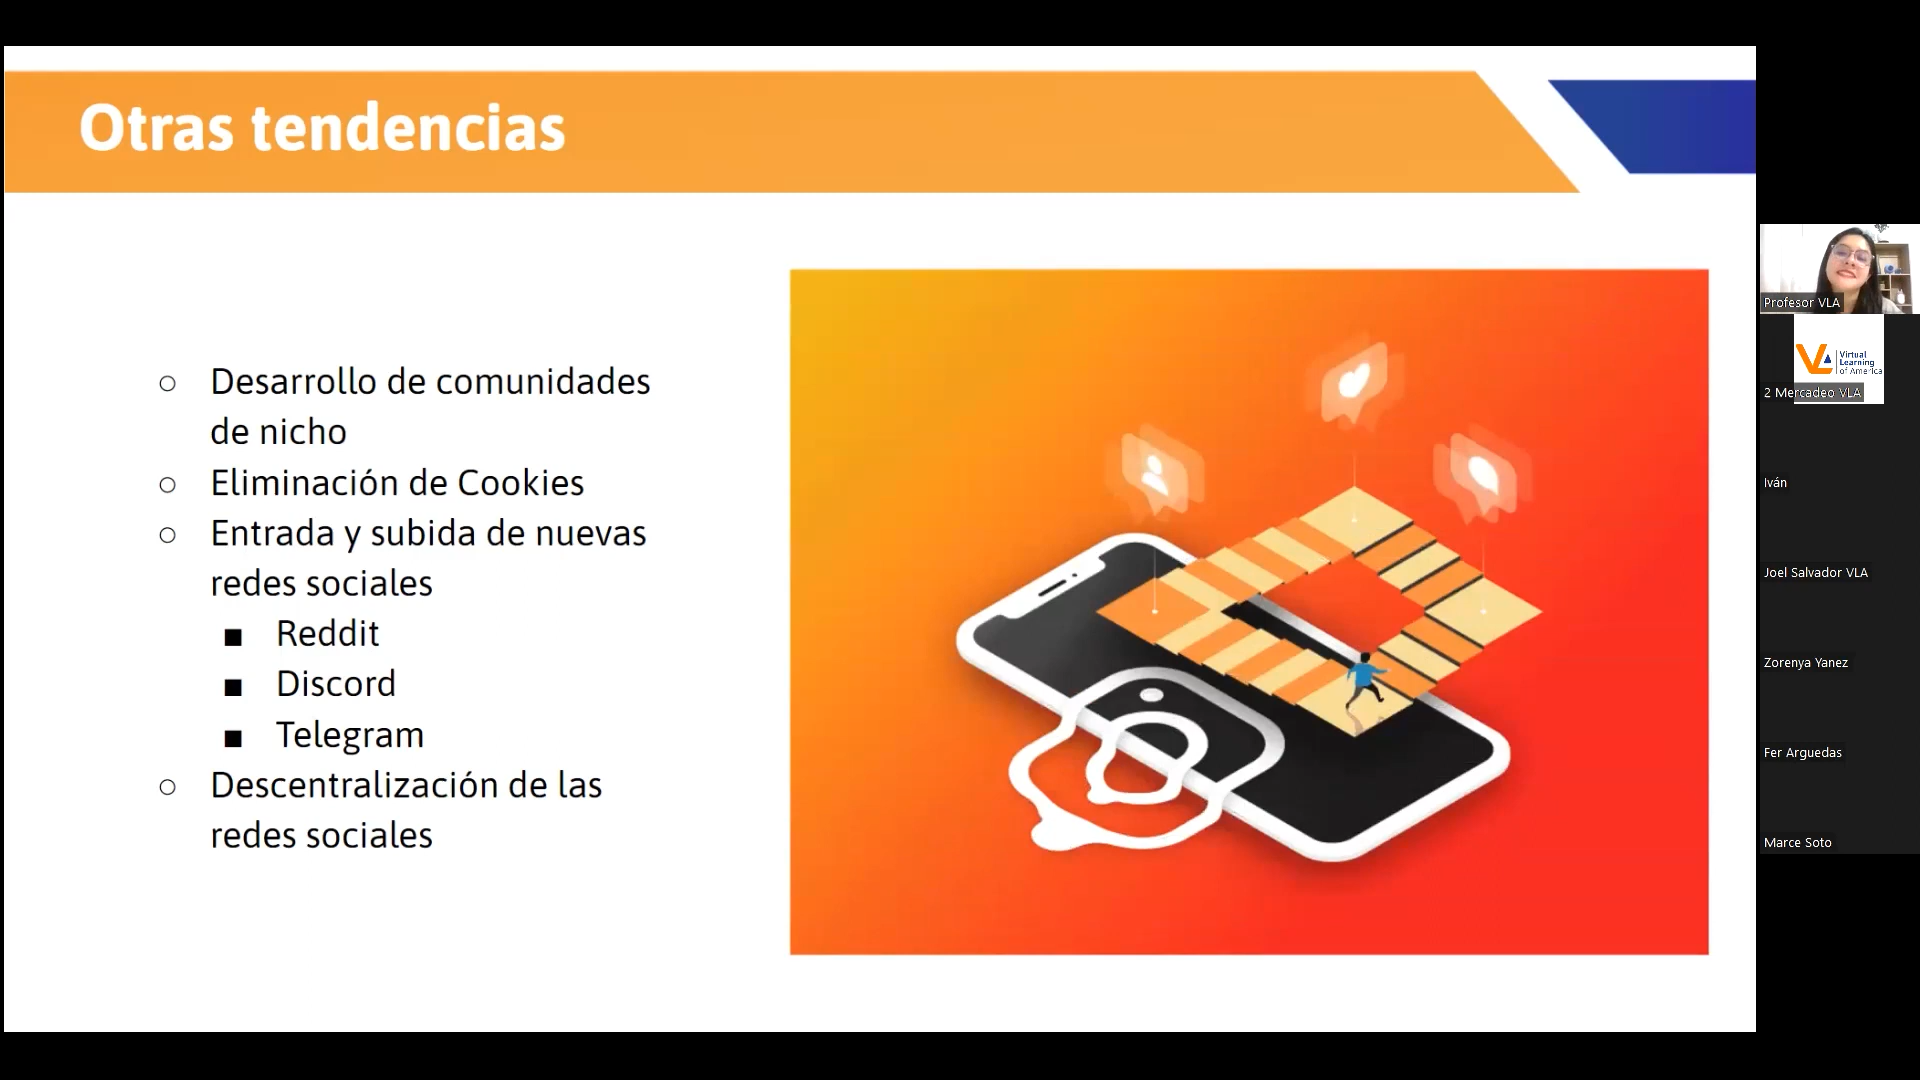 Otras tendencias
○ Desarrollo de comunidades
de nicho
○ Eliminación de Cookies
○ Entrada y subida de nuevas
redes sociales
■ Reddit
■ Discord
■ Telegram
○ Descentralización de las
redes sociales
Profesor VLA
VLA Virtual
Learning
of America
2 Mercadeo VLA
Iván
Joel Salvador VLA
Zorenya Yanez
Fer Arguedas
Marce Soto